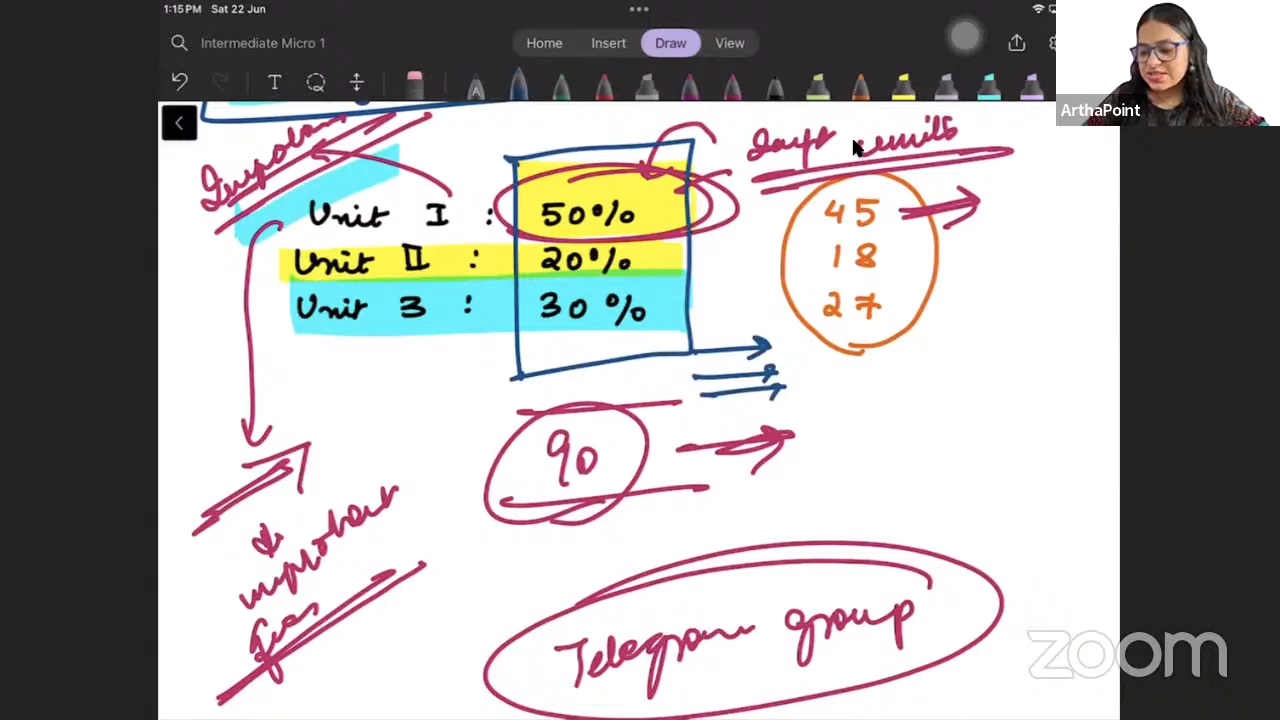 1:15 PM Sat 22 Jun
Intermediate Micro 1
Home Insert Draw View
ArthaPoint
Unit I : 50%
Unit II : 20%
Unit 3 : 30%
45
18
27
90
Telegram group
zoom